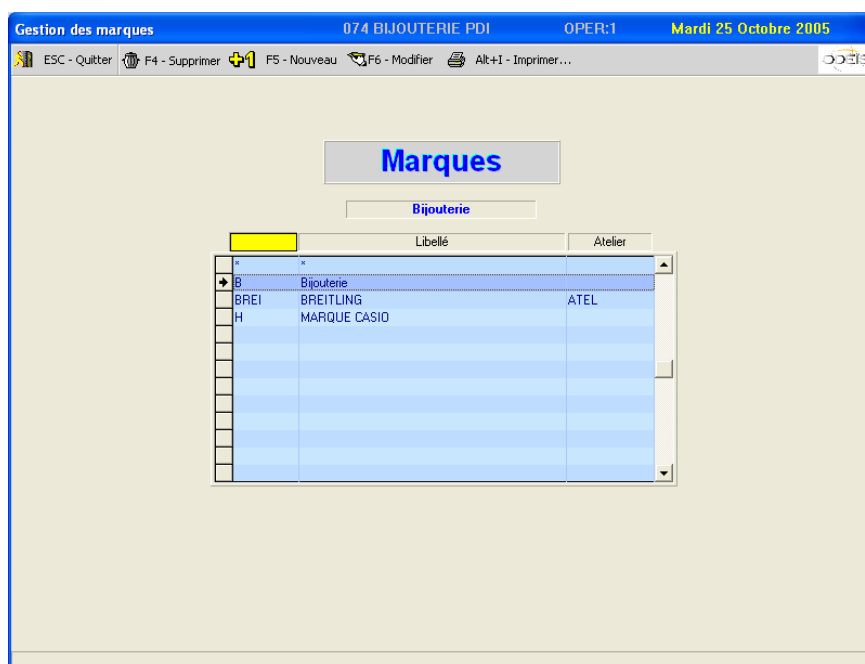 Gestion des marques 074 BIJOUTERIE PDI OPER:1 Mardi 25 Octobre 2005
ESC - Quitter F4 - Supprimer F5 - Nouveau F6 - Modifier Alt+I - Imprimer...
Marques
Bijouterie
Libellé Atelier
* *
B Bijouterie
BREI BREITLING ATEL
H MARQUE CASIO